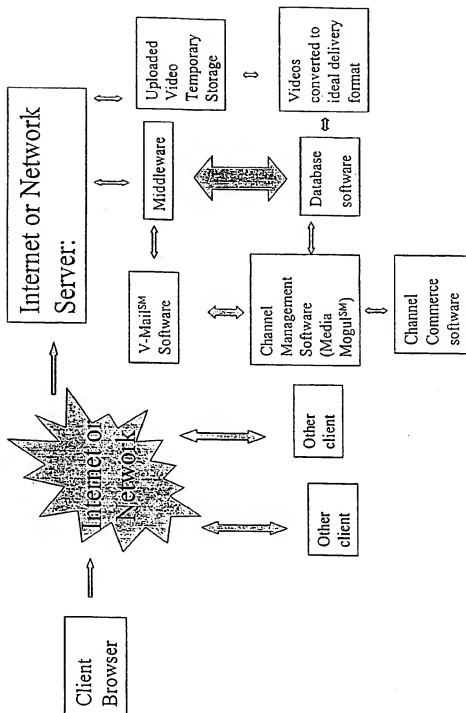 Client
Browser
Internet or
Network
Other
client
Other
client
Internet or Network
Server:
V-Mail℠
Software
Middleware
Uploaded
Video
Temporary
Storage
Channel
Management
Software
(Media
Mogul℠)
Database
software
Videos
converted to
ideal delivery
format
Channel
Commerce
software